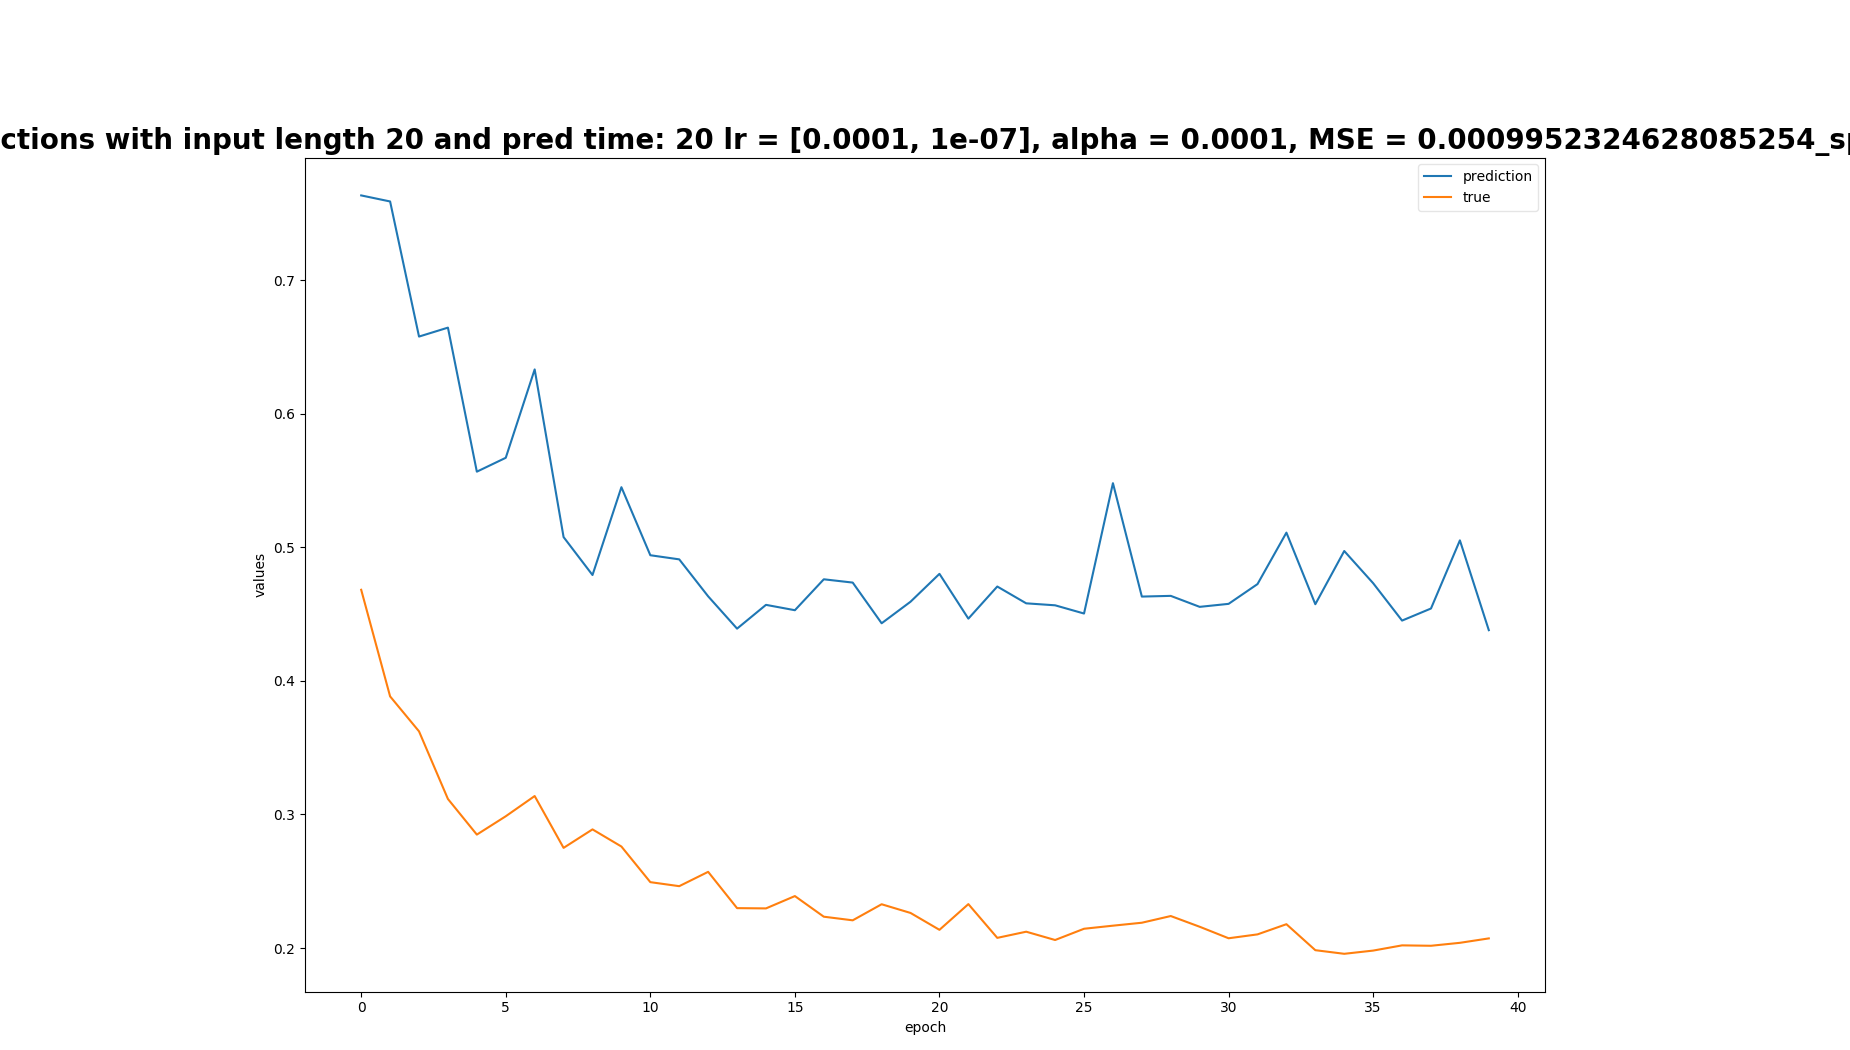 ctions with input length 20 and pred time: 20 lr = [0.0001, 1e-07], alpha = 0.0001, MSE = 0.0009952324628085254_sp
prediction
true
values
0.7
0.6
0.5
0.4
0.3
0.2
0 5 10 15 20 25 30 35 40
epoch